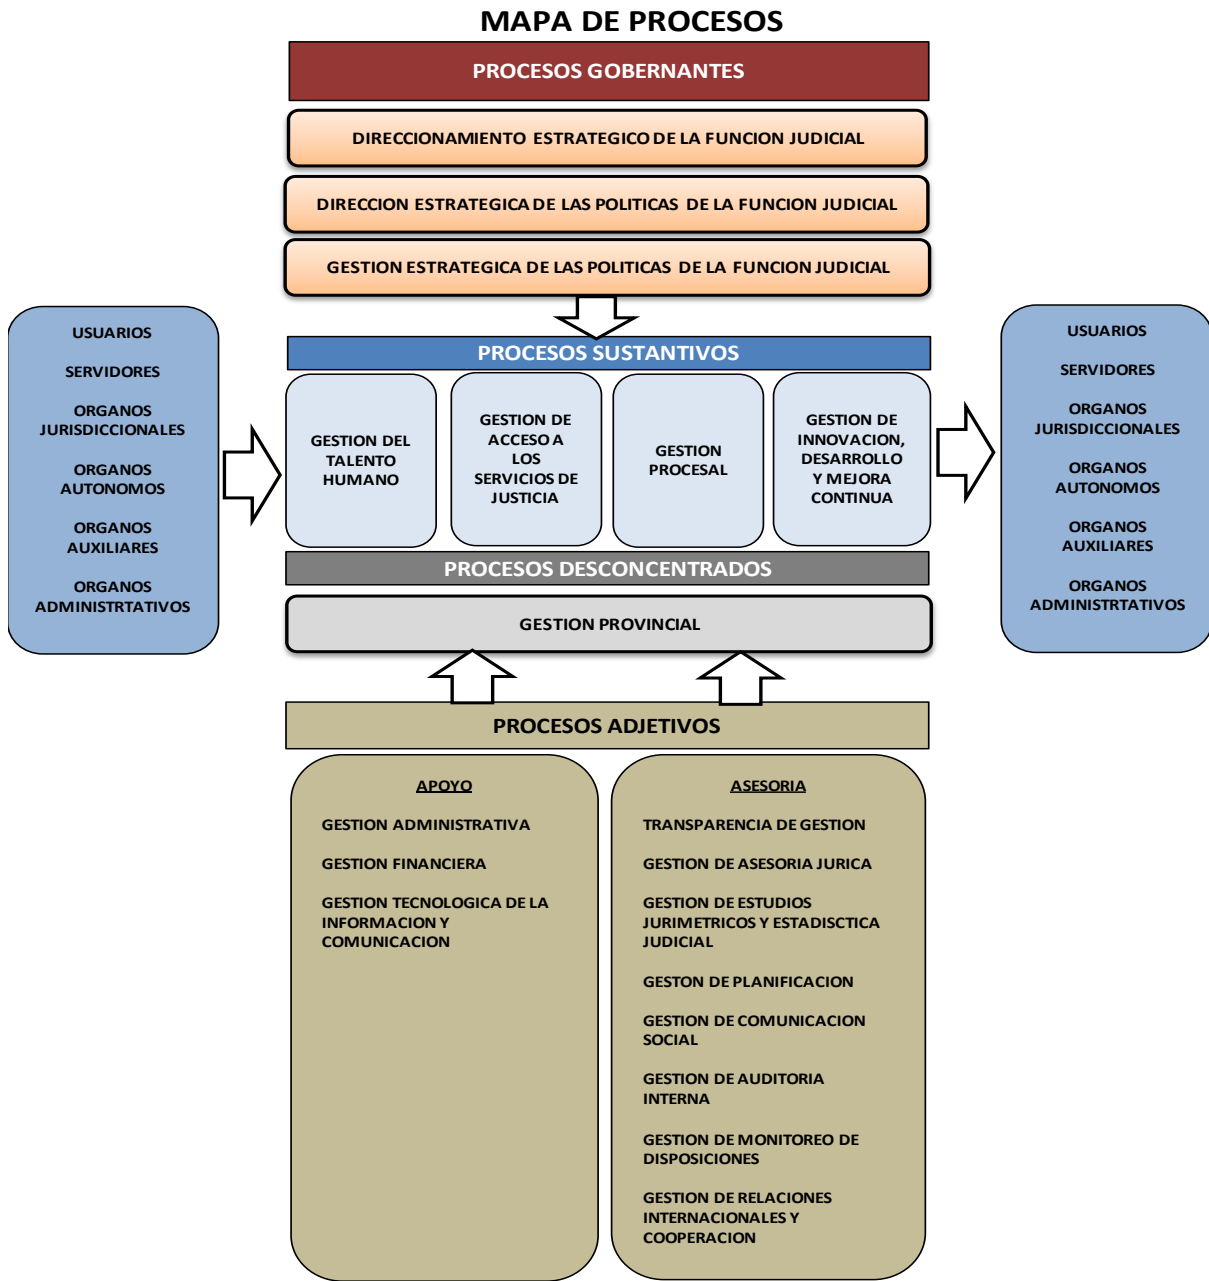 MAPA DE PROCESOS
PROCESOS GOBERNANTES
DIRECCIONAMIENTO ESTRATEGICO DE LA FUNCION JUDICIAL
DIRECCION ESTRATEGICA DE LAS POLITICAS DE LA FUNCION JUDICIAL
GESTION ESTRATEGICA DE LAS POLITICAS DE LA FUNCION JUDICIAL
USUARIOS
SERVIDORES
ORGANOS
JURISDICCIONALES
ORGANOS
AUTONOMOS
ORGANOS
AUXILIARES
ORGANOS
ADMINISTRTATIVOS
PROCESOS SUSTANTIVOS
GESTION DEL
TALENTO
HUMANO
GESTION DE
ACCESO A
LOS
SERVICIOS DE
JUSTICIA
GESTION
PROCESAL
GESTION DE
INNOVACION,
DESARROLLO
Y MEJORA
CONTINUA
USUARIOS
SERVIDORES
ORGANOS
JURISDICCIONALES
ORGANOS
AUTONOMOS
ORGANOS
AUXILIARES
ORGANOS
ADMINISTRTATIVOS
PROCESOS DESCONCENTRADOS
GESTION PROVINCIAL
PROCESOS ADJETIVOS
APOYO
GESTION ADMINISTRATIVA
GESTION FINANCIERA
GESTION TECNOLOGICA DE LA
INFORMACION Y
COMUNICACION
ASESORIA
TRANSPARENCIA DE GESTION
GESTION DE ASESORIA JURICA
GESTION DE ESTUDIOS
JURIMETRICOS Y ESTADISCTICA
JUDICIAL
GESTON DE PLANIFICACION
GESTION DE COMUNICACION
SOCIAL
GESTION DE AUDITORIA
INTERNA
GESTION DE MONITOREO DE
DISPOSICIONES
GESTION DE RELACIONES
INTERNACIONALES Y
COOPERACION